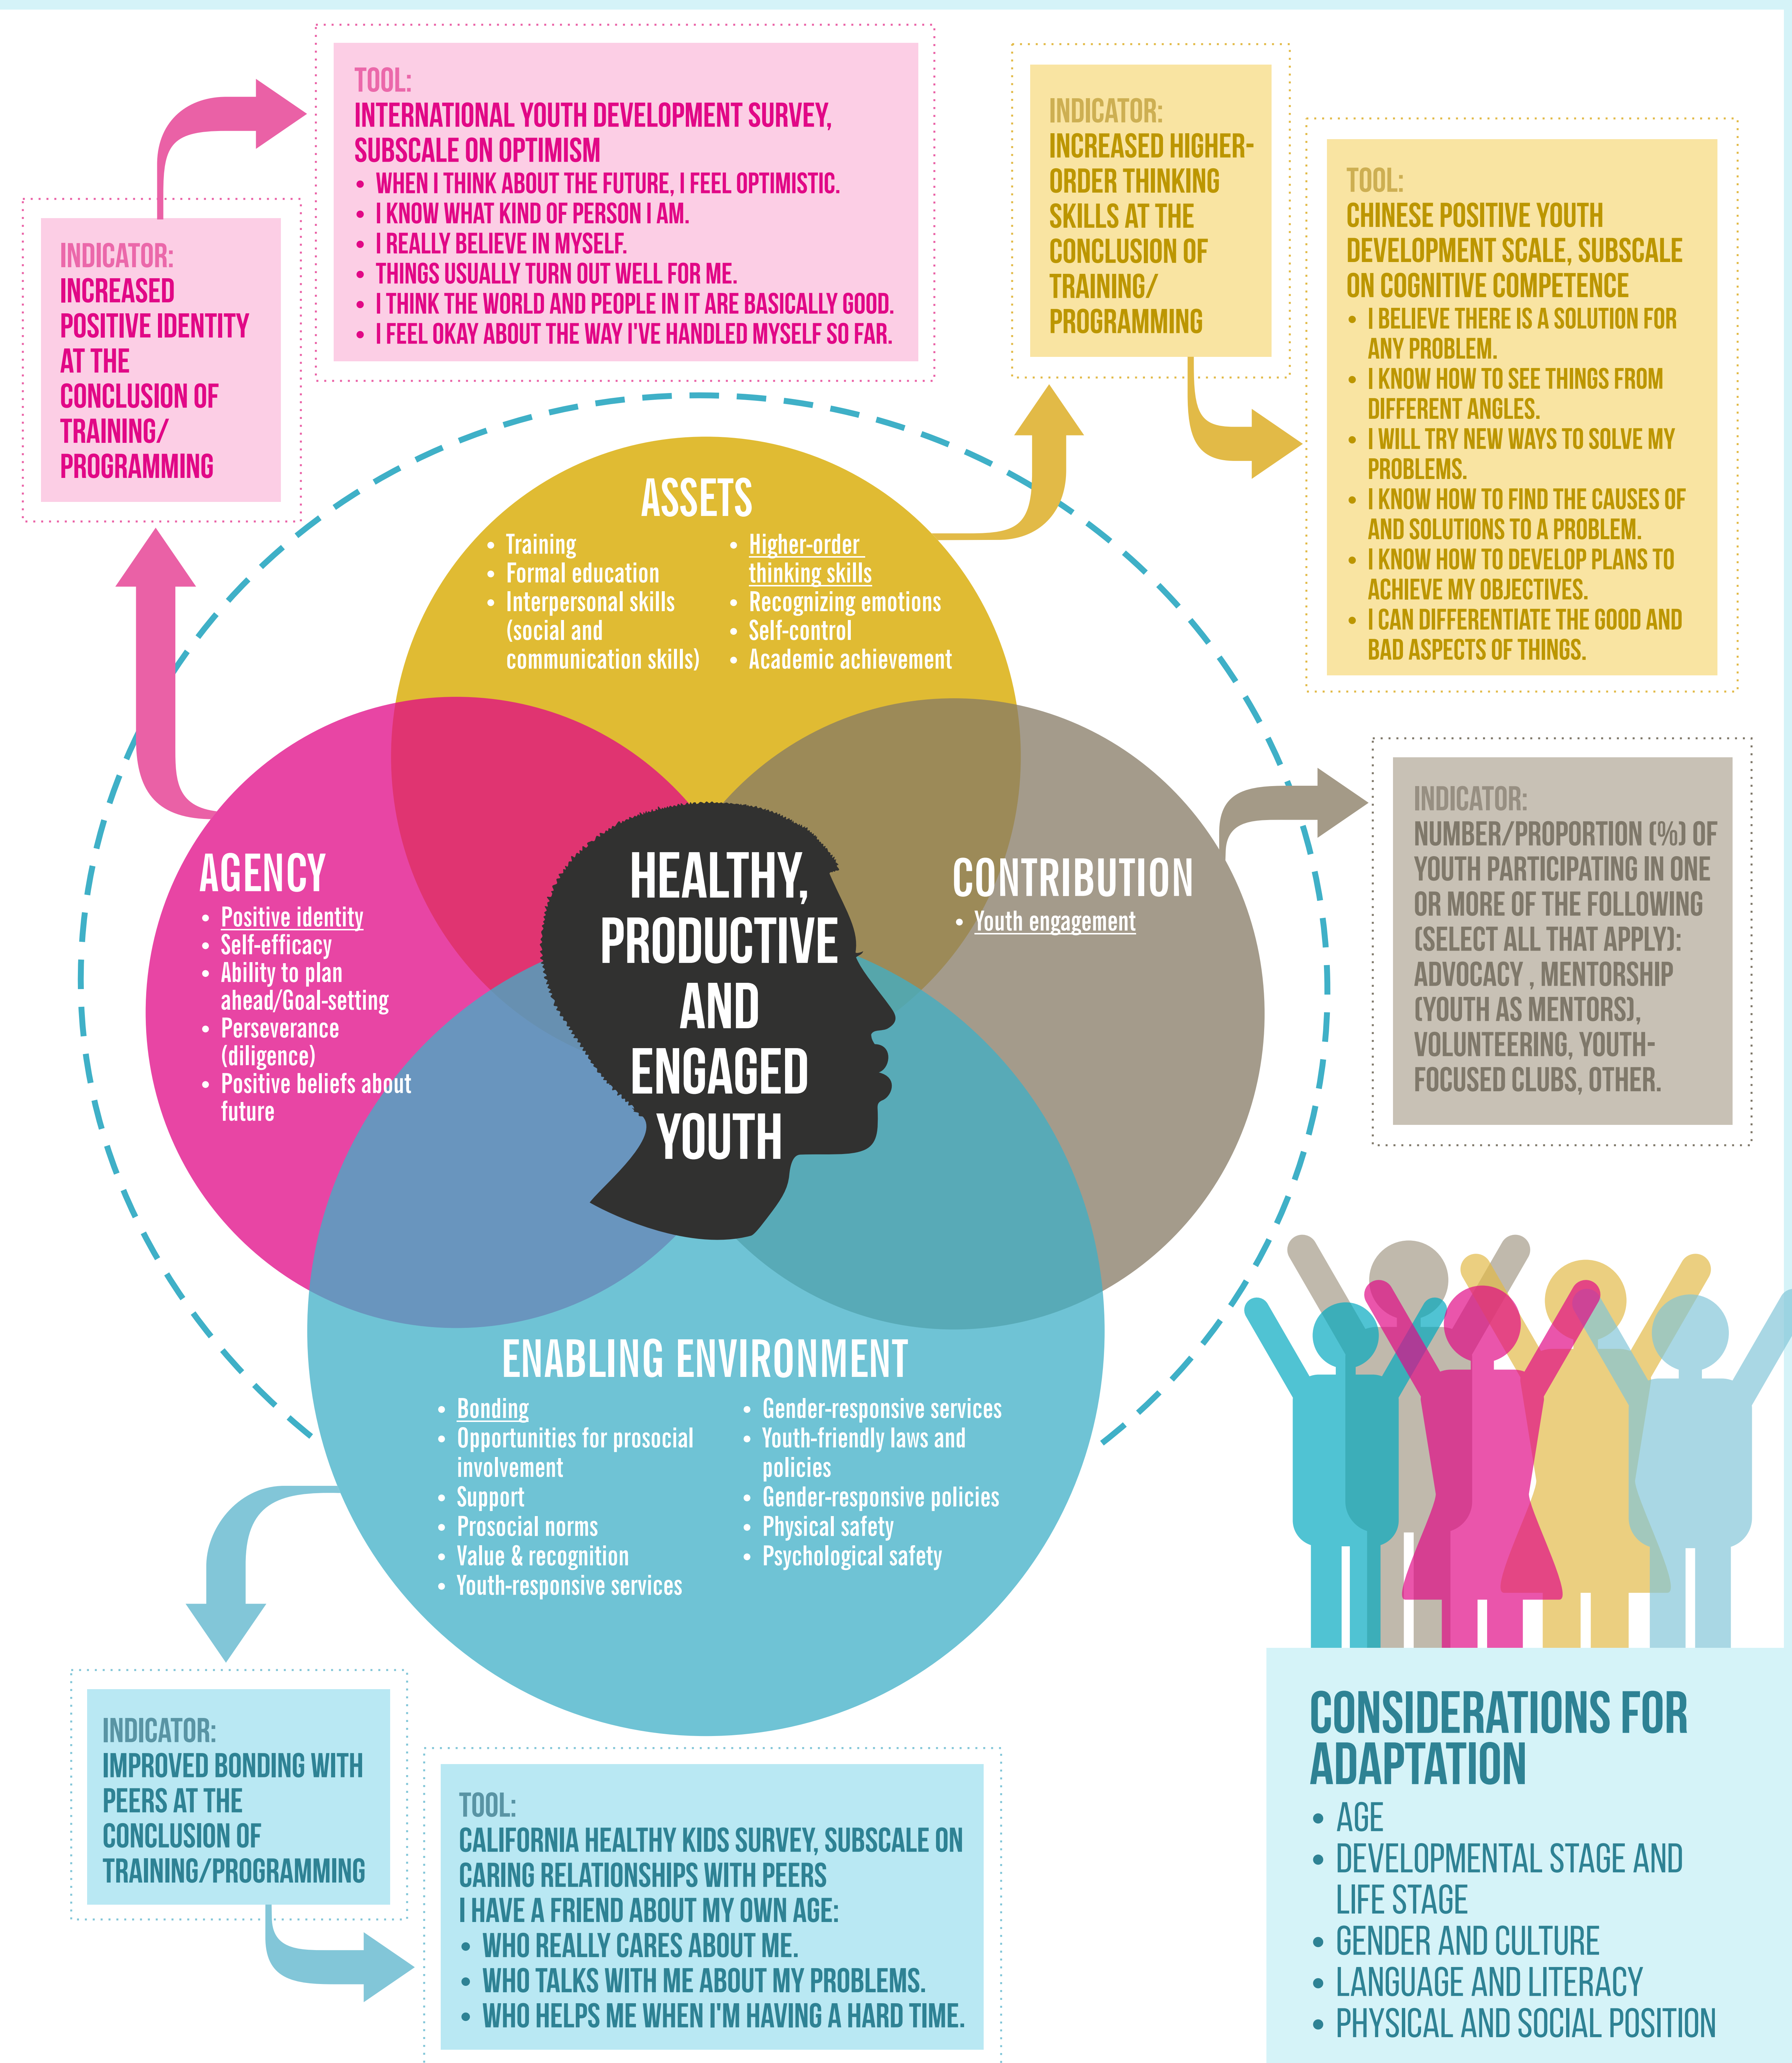 TOOL:
INTERNATIONAL YOUTH DEVELOPMENT SURVEY,
SUBSCALE ON OPTIMISM
• WHEN I THINK ABOUT THE FUTURE, I FEEL OPTIMISTIC.
• I KNOW WHAT KIND OF PERSON I AM.
• I REALLY BELIEVE IN MYSELF.
• THINGS USUALLY TURN OUT WELL FOR ME.
• I THINK THE WORLD AND PEOPLE IN IT ARE BASICALLY GOOD.
• I FEEL OKAY ABOUT THE WAY I'VE HANDLED MYSELF SO FAR.
INDICATOR:
INCREASED
POSITIVE IDENTITY
AT THE
CONCLUSION OF
TRAINING/
PROGRAMMING
INDICATOR:
INCREASED HIGHER-
ORDER THINKING
SKILLS AT THE
CONCLUSION OF
TRAINING/
PROGRAMMING
TOOL:
CHINESE POSITIVE YOUTH
DEVELOPMENT SCALE, SUBSCALE
ON COGNITIVE COMPETENCE
• I BELIEVE THERE IS A SOLUTION FOR
ANY PROBLEM.
• I KNOW HOW TO SEE THINGS FROM
DIFFERENT ANGLES.
• I WILL TRY NEW WAYS TO SOLVE MY
PROBLEMS.
• I KNOW HOW TO FIND THE CAUSES OF
AND SOLUTIONS TO A PROBLEM.
• I KNOW HOW TO DEVELOP PLANS TO
ACHIEVE MY OBJECTIVES.
• I CAN DIFFERENTIATE THE GOOD AND
BAD ASPECTS OF THINGS.
ASSETS
• Training
• Formal education
• Interpersonal skills
(social and
communication skills)
• Higher-order
thinking skills
• Recognizing emotions
• Self-control
• Academic achievement
AGENCY
• Positive identity
• Self-efficacy
• Ability to plan
ahead/Goal-setting
• Perseverance
(diligence)
• Positive beliefs about
future
HEALTHY,
PRODUCTIVE
AND
ENGAGED
YOUTH
CONTRIBUTION
• Youth engagement
INDICATOR:
NUMBER/PROPORTION (%) OF
YOUTH PARTICIPATING IN ONE
OR MORE OF THE FOLLOWING
(SELECT ALL THAT APPLY):
ADVOCACY , MENTORSHIP
(YOUTH AS MENTORS),
VOLUNTEERING, YOUTH-
FOCUSED CLUBS, OTHER.
ENABLING ENVIRONMENT
• Bonding
• Opportunities for prosocial
involvement
• Support
• Prosocial norms
• Value & recognition
• Youth-responsive services
• Gender-responsive services
• Youth-friendly laws and
policies
• Gender-responsive policies
• Physical safety
• Psychological safety
INDICATOR:
IMPROVED BONDING WITH
PEERS AT THE
CONCLUSION OF
TRAINING/PROGRAMMING
TOOL:
CALIFORNIA HEALTHY KIDS SURVEY, SUBSCALE ON
CARING RELATIONSHIPS WITH PEERS
I HAVE A FRIEND ABOUT MY OWN AGE:
• WHO REALLY CARES ABOUT ME.
• WHO TALKS WITH ME ABOUT MY PROBLEMS.
• WHO HELPS ME WHEN I'M HAVING A HARD TIME.
CONSIDERATIONS FOR
ADAPTATION
• AGE
• DEVELOPMENTAL STAGE AND
LIFE STAGE
• GENDER AND CULTURE
• LANGUAGE AND LITERACY
• PHYSICAL AND SOCIAL POSITION